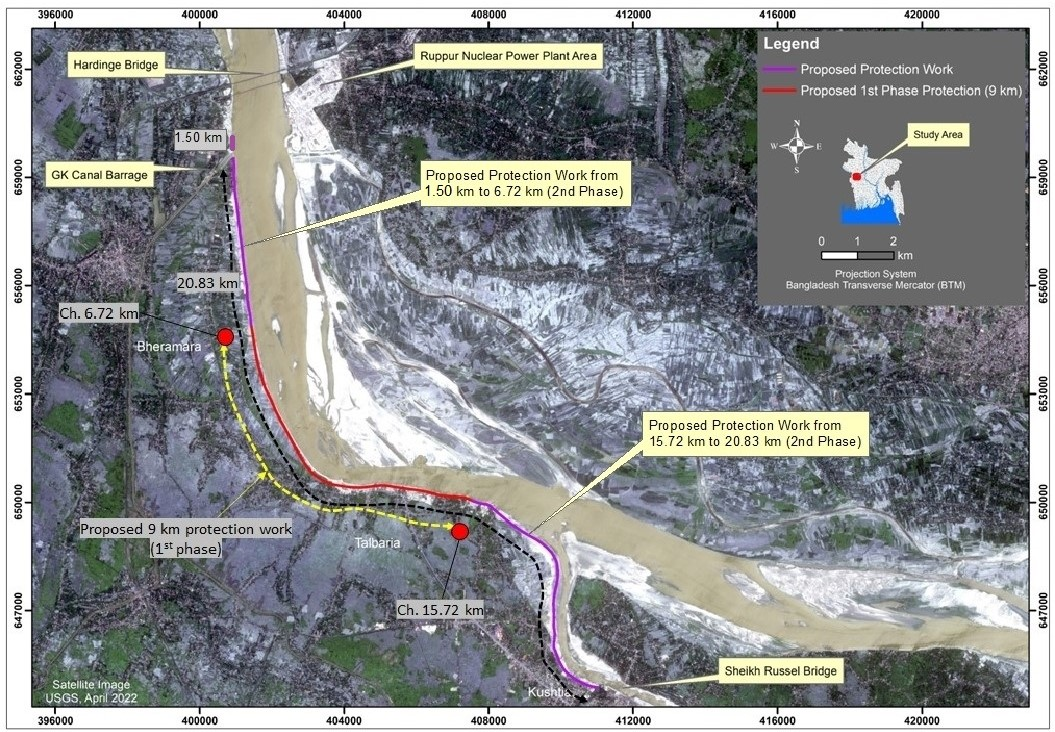 396000 400000 404000 408000 412000 416000 420000
662000
659000
656000
653000
650000
647000
Hardinge Bridge
Ruppur Nuclear Power Plant Area
1.50 km
GK Canal Barrage
Proposed Protection Work from
1.50 km to 6.72 km (2nd Phase)
20.83 km
Ch. 6.72 km
Bheramara
Proposed Protection Work from
15.72 km to 20.83 km (2nd Phase)
Proposed 9 km protection work
(1st phase)
Talbaria
Ch. 15.72 km
Sheikh Russel Bridge
Kushtia
Satellite Image
USGS, April 2022
Legend
Proposed Protection Work
Proposed 1st Phase Protection (9 km)
N
W E
S
Study Area
0 1 2
km
Projection System
Bangladesh Transverse Mercator (BTM)
662000
659000
656000
653000
650000
647000
396000 400000 404000 408000 412000 416000 420000